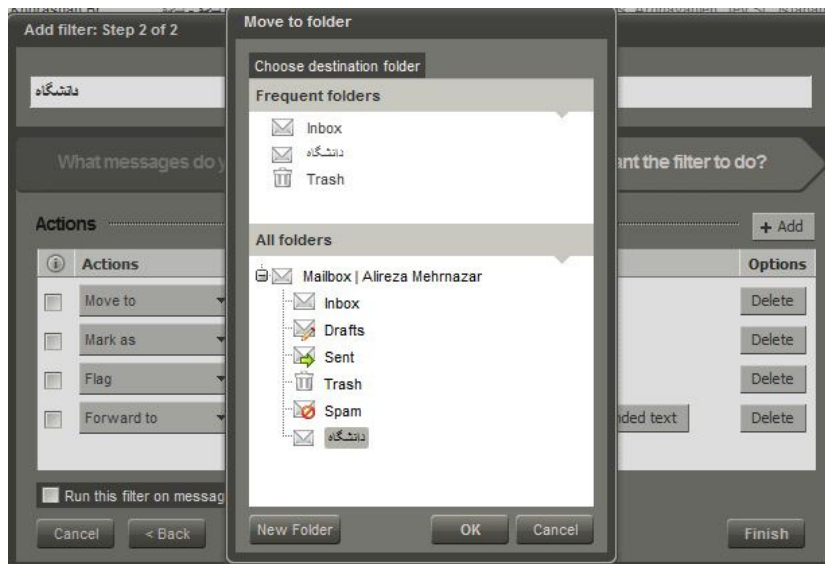 Add filter: Step 2 of 2
دانشگاه
What messages do y
ant the filter to do?
Actions
+ Add
Actions
Options
Move to
Delete
Mark as
Delete
Flag
Delete
Forward to
nded text
Delete
Run this filter on messag
Cancel
< Back
Finish
Move to folder
Choose destination folder
Frequent folders
Inbox
دانشگاه
Trash
All folders
Mailbox | Alireza Mehrnazar
Inbox
Drafts
Sent
Trash
Spam
دانشگاه
New Folder
OK
Cancel